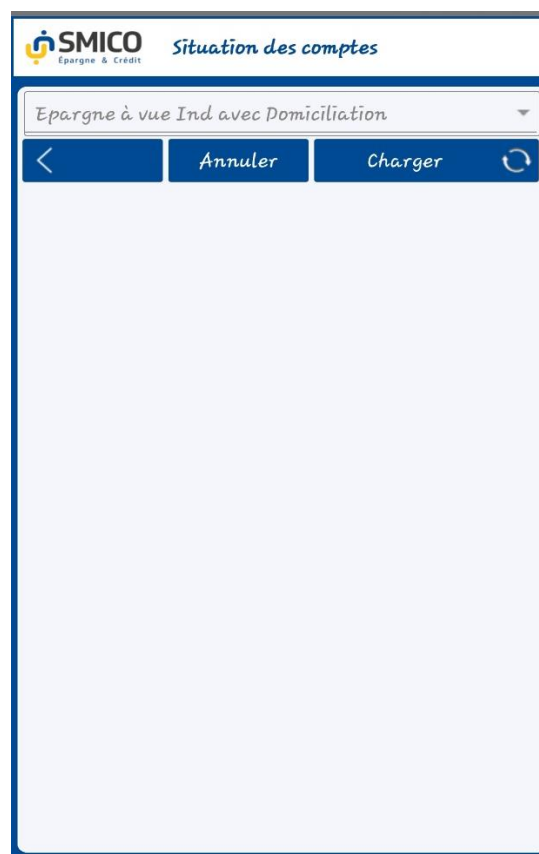 SMICO
Épargne & Crédit
Situation des comptes
Epargne à vue Ind avec Domiciliation
Annuler
Charger